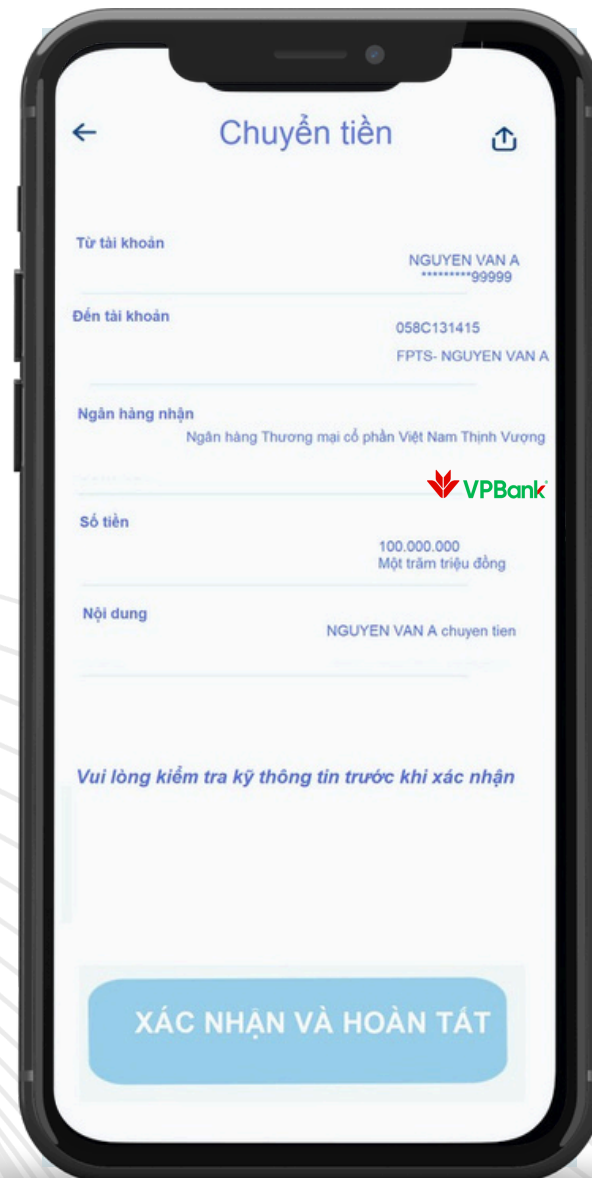 Chuyển tiền
Từ tài khoản
NGUYEN VAN A
*********99999
Đến tài khoản
058C131415
FPTS- NGUYEN VAN A
Ngân hàng nhận
Ngân hàng Thương mại cổ phần Việt Nam Thịnh Vượng
VPBank
Số tiền
100.000.000
Một trăm triệu đồng
Nội dung
NGUYEN VAN A chuyen tien
Vui lòng kiểm tra kỹ thông tin trước khi xác nhận
XÁC NHẬN VÀ HOÀN TẤT